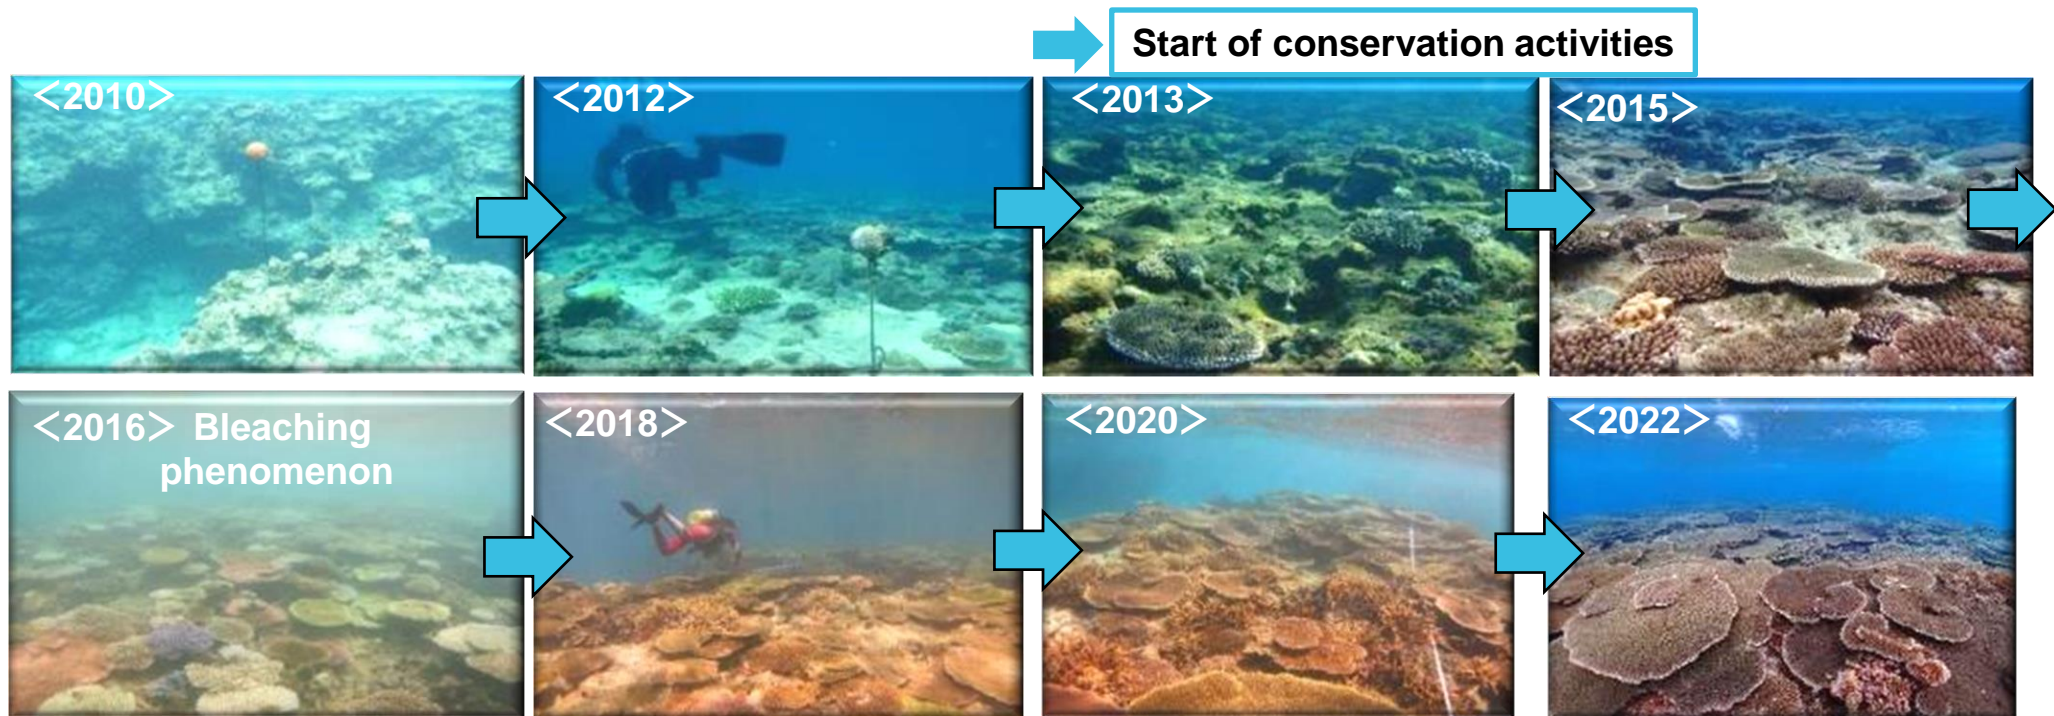 Start of conservation activities
<2010>
<2012>
<2013>
<2015>
<2016> Bleaching
phenomenon
<2018>
<2020>
<2022>